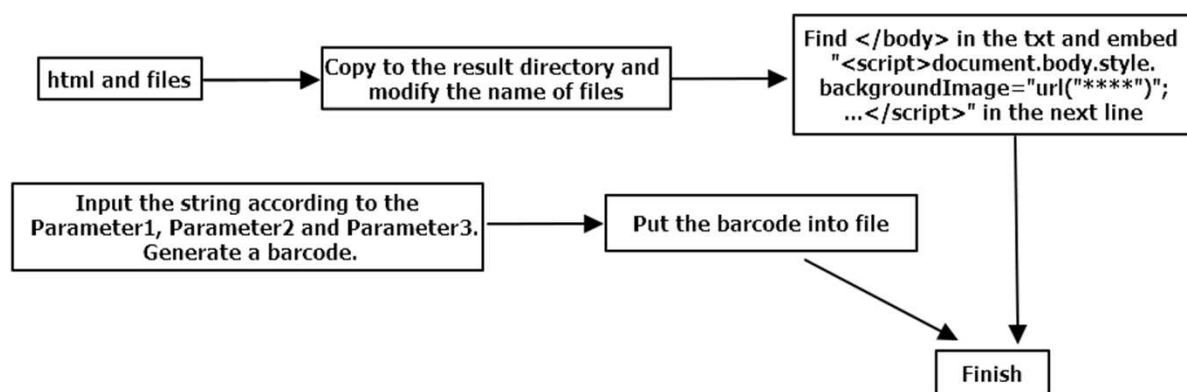 html and files
Copy to the result directory and
modify the name of files
Find </body> in the txt and embed
"<script>document.body.style.
backgroundImage="url("****")";
...</script>" in the next line
Input the string according to the
Parameter1, Parameter2 and Parameter3.
Generate a barcode.
Put the barcode into file
Finish